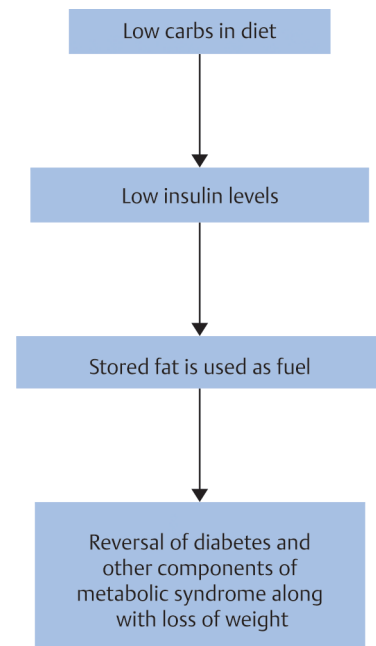 Low carbs in diet
Low insulin levels
Stored fat is used as fuel
Reversal of diabetes and
other components of
metabolic syndrome along
with loss of weight